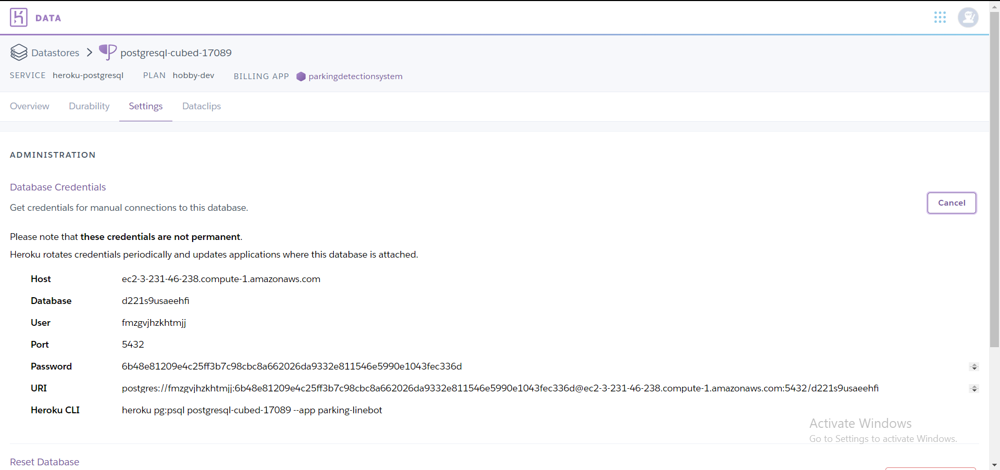 DATA
Datastores > postgresql-cubed-17089
SERVICE heroku-postgresql PLAN hobby-dev BILLING APP parkingdetectionsystem
Overview Durability Settings Dataclips
ADMINISTRATION
Database Credentials
Get credentials for manual connections to this database.
Cancel
Please note that these credentials are not permanent.
Heroku rotates credentials periodically and updates applications where this database is attached.
Host ec2-3-231-46-238.compute-1.amazonaws.com
Database d221s9usaeehfi
User fmzgvjhzkhtmjj
Port 5432
Password 6b48e81209e4c25ff3b7c98cbc8a662026da9332e811546e5990e1043fec336d
URI postgres://fmzgvjhzkhtmjj:6b48e81209e4c25ff3b7c98cbc8a662026da9332e811546e5990e1043fec336d@ec2-3-231-46-238.compute-1.amazonaws.com:5432/d221s9usaeehfi
Heroku CLI heroku pg:psql postgresql-cubed-17089 --app parking-linebot
Activate Windows
Go to Settings to activate Windows.
Reset Database